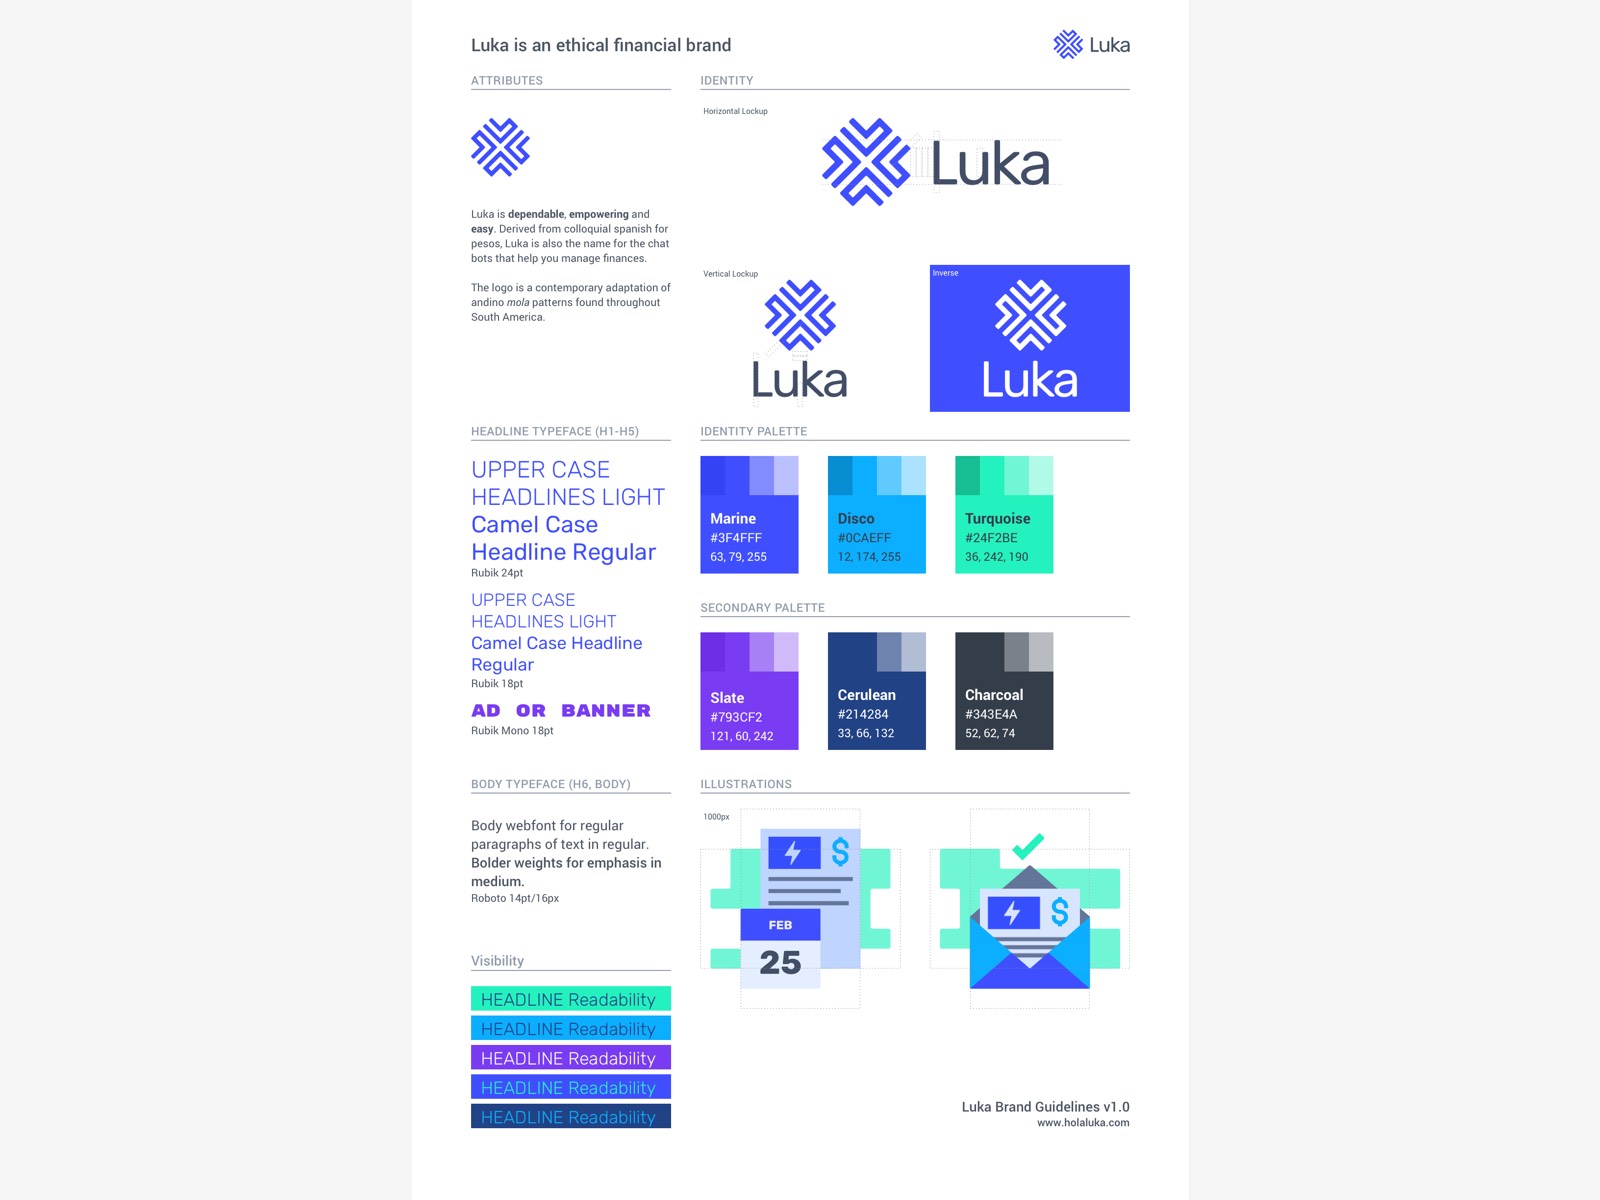 Luka is an ethical financial brand
Luka
ATTRIBUTES
Luka is dependable, empowering and
easy. Derived from colloquial spanish for
pesos, Luka is also the name for the chat
bots that help you manage finances.
The logo is a contemporary adaptation of
andino mola patterns found throughout
South America.
IDENTITY
Horizontal Lockup
Luka
Vertical Lockup
Luka
Inverse
Luka
HEADLINE TYPEFACE (H1-H5)
UPPER CASE
HEADLINES LIGHT
Camel Case
Headline Regular
Rubik 24pt
UPPER CASE
HEADLINES LIGHT
Camel Case Headline
Regular
Rubik 18pt
AD OR BANNER
Rubik Mono 18pt
IDENTITY PALETTE
Marine
#3F4FFF
63, 79, 255
Disco
#0CAEFF
12, 174, 255
Turquoise
#24F2BE
36, 242, 190
SECONDARY PALETTE
Slate
#793CF2
121, 60, 242
Cerulean
#214284
33, 66, 132
Charcoal
#343E4A
52, 62, 74
BODY TYPEFACE (H6, BODY)
Body webfont for regular
paragraphs of text in regular.
Bolder weights for emphasis in
medium.
Roboto 14pt/16px
Visibility
HEADLINE Readability
HEADLINE Readability
HEADLINE Readability
HEADLINE Readability
HEADLINE Readability
ILLUSTRATIONS
1000px
$
FEB
25
$
Luka Brand Guidelines v1.0
www.holaluka.com